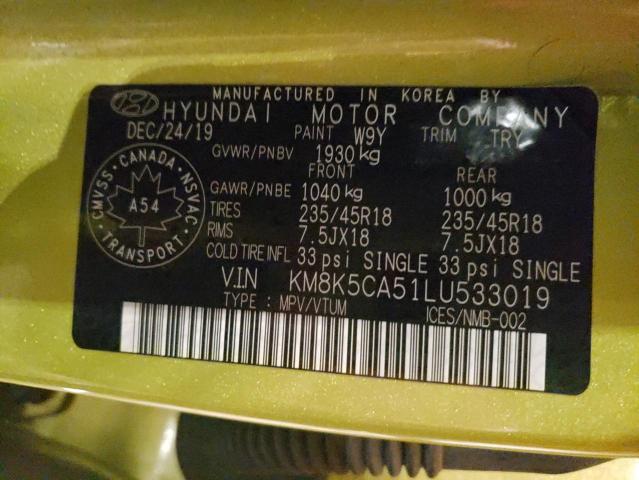 MANUFACTURED IN KOREA BY
HYUNDAI MOTOR COMPANY
DEC/24/19 PAINT W9Y TRIM TRY
GVWR/PNBV 1930 kg
FRONT REAR
GAWR/PNBE 1040 kg 1000 kg
TIRES 235/45R18 235/45R18
RIMS 7.5JX18 7.5JX18
COLD TIRE INFL 33 psi SINGLE 33 psi SINGLE
V.I.N KM8K5CA51LU533019
TYPE : MPV/VTUM ICES/NMB-002
CMVSS · CANADA · NSVAC
A54
TRANSPORT